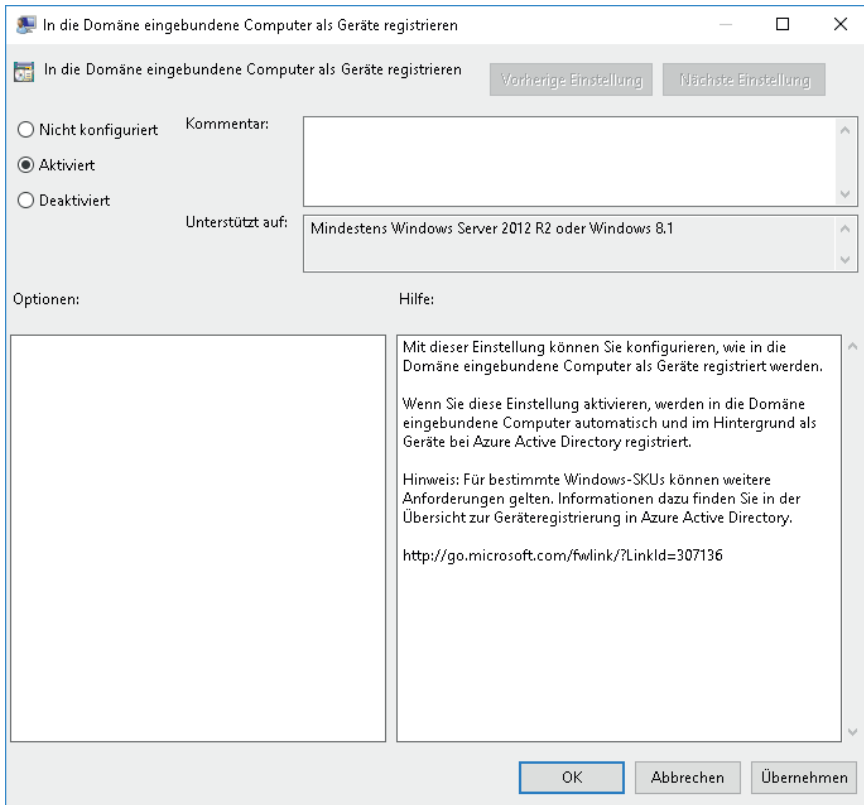 In die Domäne eingebundene Computer als Geräte registrieren
In die Domäne eingebundene Computer als Geräte registrieren
Vorherige Einstellung
Nächste Einstellung
Nicht konfiguriert
Kommentar:
Aktiviert
Deaktiviert
Unterstützt auf:
Mindestens Windows Server 2012 R2 oder Windows 8.1
Optionen:
Hilfe:
Mit dieser Einstellung können Sie konfigurieren, wie in die
Domäne eingebundene Computer als Geräte registriert werden.
Wenn Sie diese Einstellung aktivieren, werden in die Domäne
eingebundene Computer automatisch und im Hintergrund als
Geräte bei Azure Active Directory registriert.
Hinweis: Für bestimmte Windows-SKUs können weitere
Anforderungen gelten. Informationen dazu finden Sie in der
Übersicht zur Geräteregistrierung in Azure Active Directory.
http://go.microsoft.com/fwlink/?LinkId=307136
OK
Abbrechen
Übernehmen